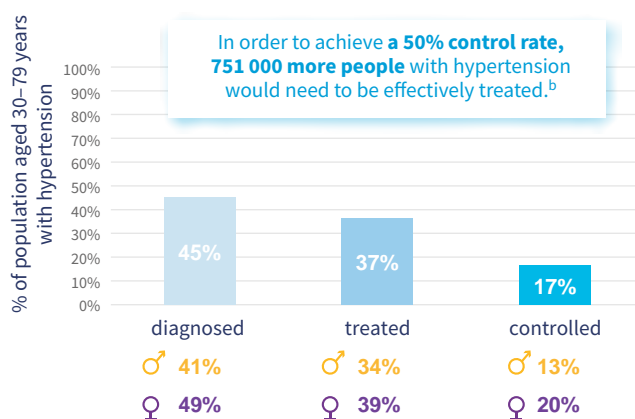 In order to achieve a 50% control rate,
751 000 more people with hypertension
would need to be effectively treated.b
% of population aged 30–79 years
with hypertension
100%
90%
80%
70%
60%
50%
40%
30%
20%
10%
0%
45%
37%
17%
diagnosed treated controlled
♂ 41% ♂ 34% ♂ 13%
♀ 49% ♀ 39% ♀ 20%